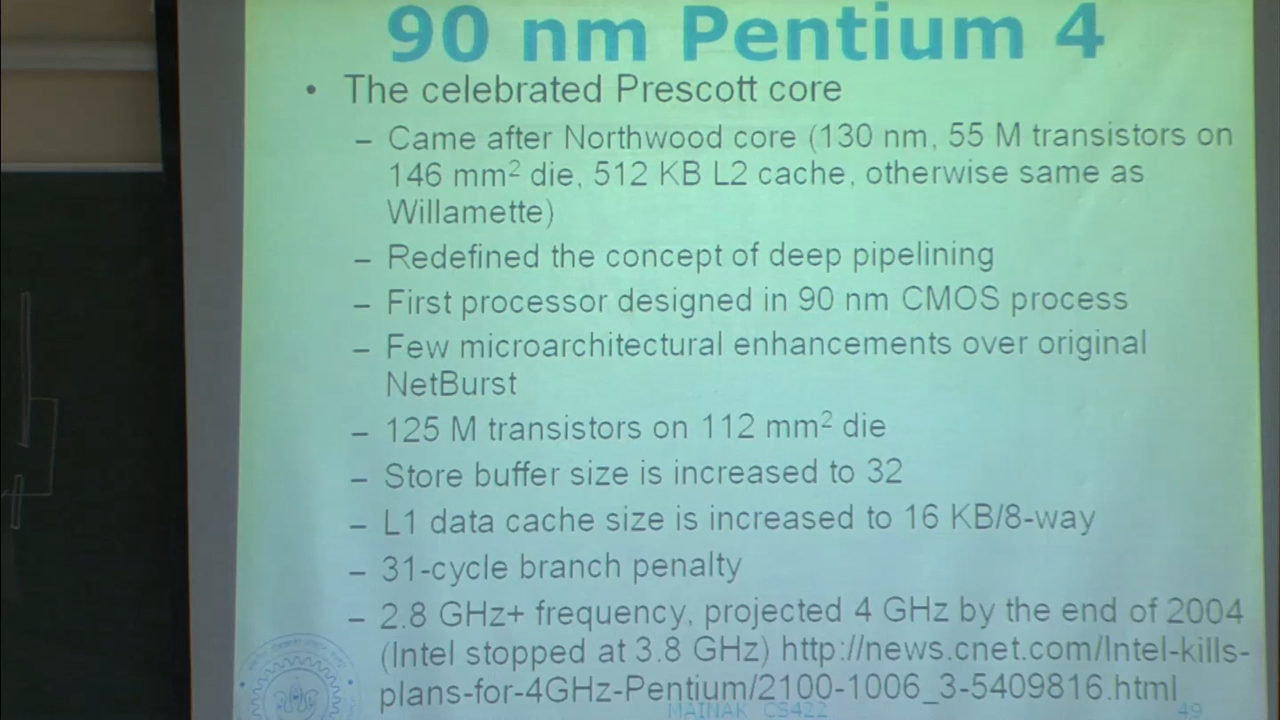 90 nm Pentium 4
• The celebrated Prescott core
– Came after Northwood core (130 nm, 55 M transistors on
146 mm² die, 512 KB L2 cache, otherwise same as
Willamette)
– Redefined the concept of deep pipelining
– First processor designed in 90 nm CMOS process
– Few microarchitectural enhancements over original
NetBurst
– 125 M transistors on 112 mm² die
– Store buffer size is increased to 32
– L1 data cache size is increased to 16 KB/8-way
– 31-cycle branch penalty
– 2.8 GHz+ frequency, projected 4 GHz by the end of 2004
(Intel stopped at 3.8 GHz) http://news.cnet.com/Intel-kills-
plans-for-4GHz-Pentium/2100-1006_3-5409816.html
MAINAK CS422
49